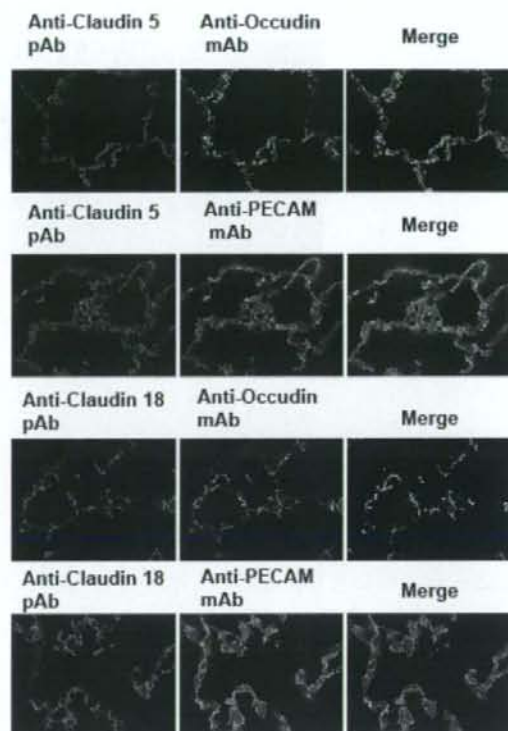 Anti-Claudin 5 pAb
Anti-Occudin mAb
Merge
Anti-Claudin 5 pAb
Anti-PECAM mAb
Merge
Anti-Claudin 18 pAb
Anti-Occudin mAb
Merge
Anti-Claudin 18 pAb
Anti-PECAM mAb
Merge